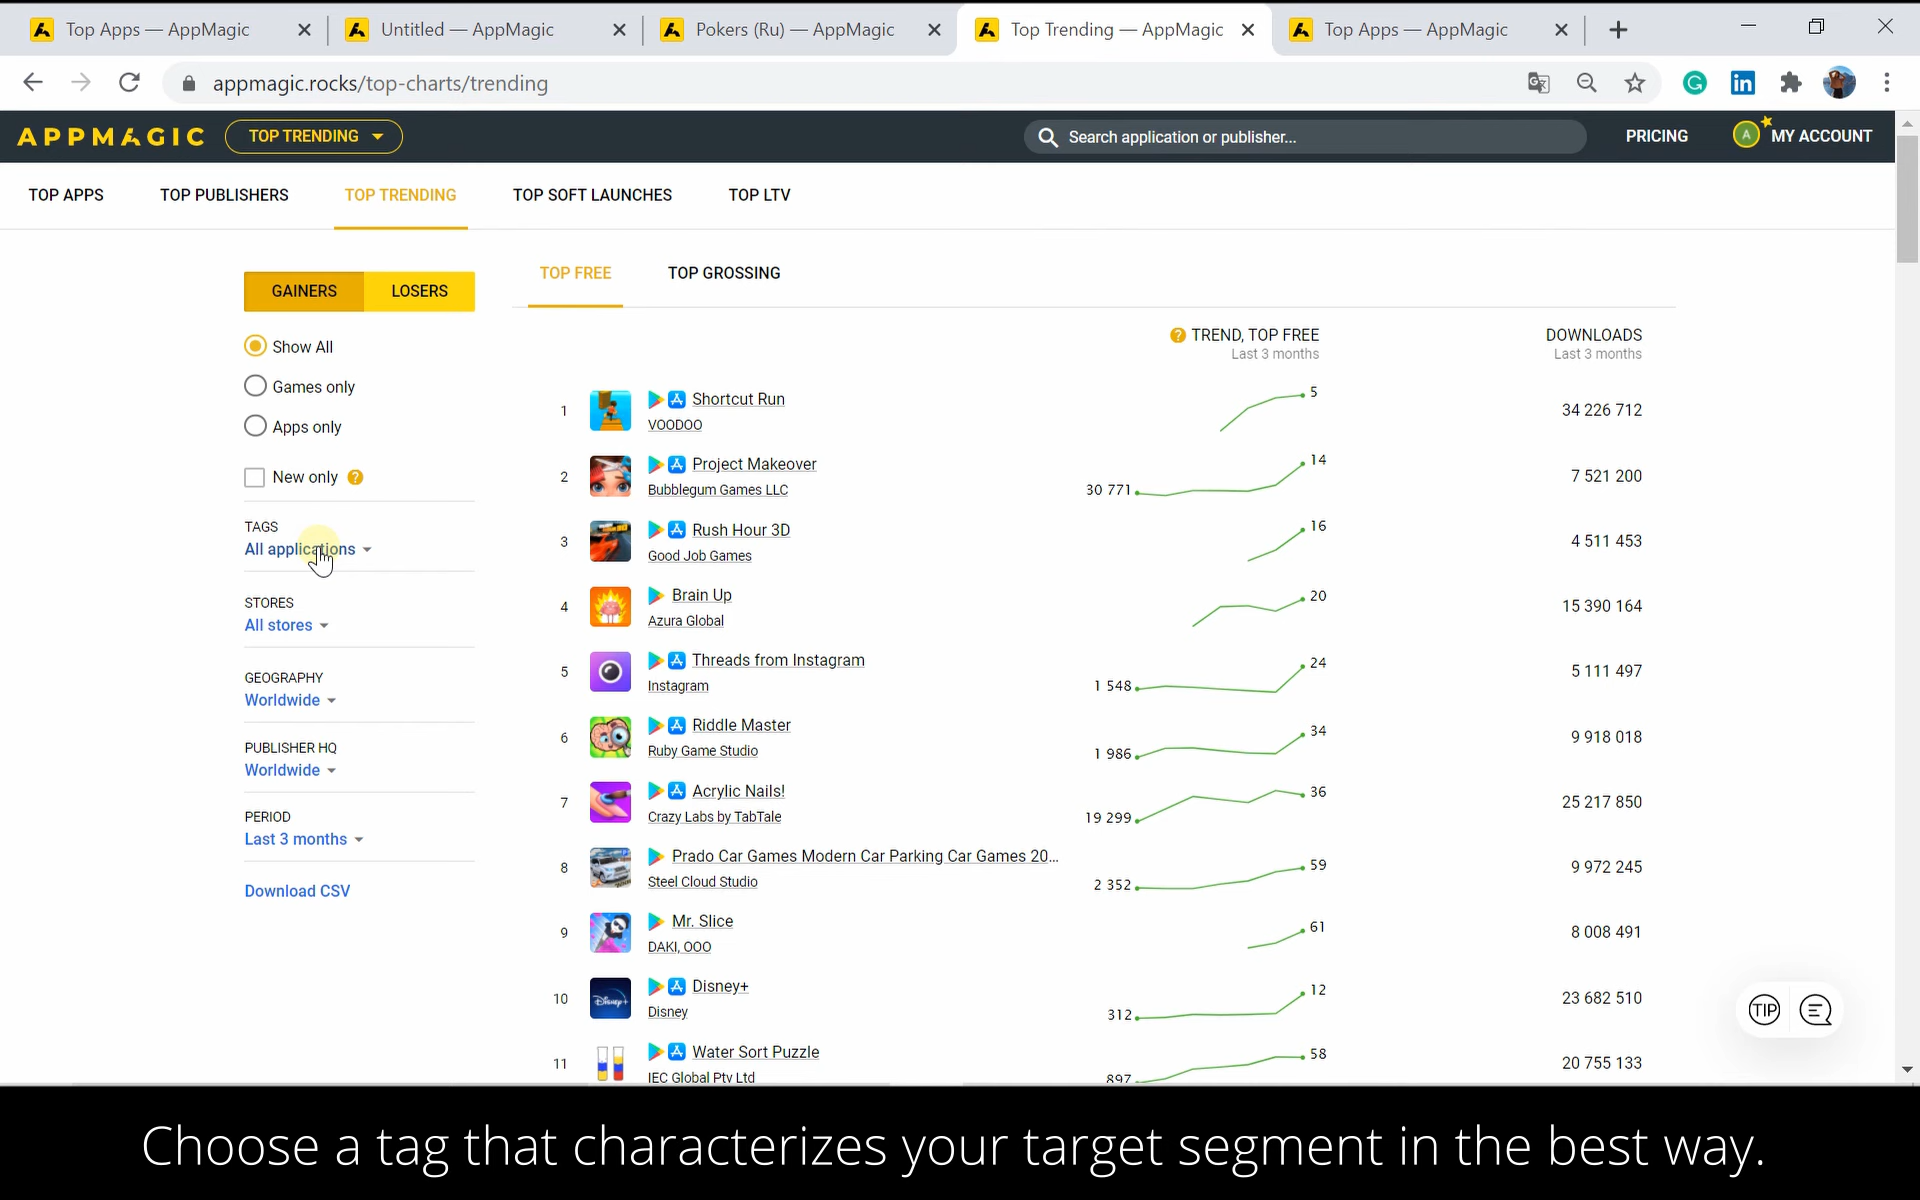 Top Apps — AppMagic
Untitled — AppMagic
Pokers (Ru) — AppMagic
Top Trending — AppMagic
Top Apps — AppMagic
appmagic.rocks/top-charts/trending
APPMAGIC
TOP TRENDING
Search application or publisher...
PRICING
A
MY ACCOUNT
TOP APPS
TOP PUBLISHERS
TOP TRENDING
TOP SOFT LAUNCHES
TOP LTV
GAINERS
LOSERS
Show All
Games only
Apps only
New only ?
TAGS
All applications
STORES
All stores
GEOGRAPHY
Worldwide
PUBLISHER HQ
Worldwide
PERIOD
Last 3 months
Download CSV
TOP FREE
TOP GROSSING
? TREND, TOP FREE
Last 3 months
DOWNLOADS
Last 3 months
1 Shortcut Run 5 34 226 712
VOODOO
2 Project Makeover 30 771 14 7 521 200
Bubblegum Games LLC
3 Rush Hour 3D 16 4 511 453
Good Job Games
4 Brain Up 20 15 390 164
Azura Global
5 Threads from Instagram 1 548 24 5 111 497
Instagram
6 Riddle Master 1 986 34 9 918 018
Ruby Game Studio
7 Acrylic Nails! 19 299 36 25 217 850
Crazy Labs by TabTale
8 Prado Car Games Modern Car Parking Car Games 20... 2 352 59 9 972 245
Steel Cloud Studio
9 Mr. Slice 61 8 008 491
DAKI, OOO
10 Disney+ Disney+ 312 12 23 682 510
Disney
11 Water Sort Puzzle 897 58 20 755 133
IEC Global Pty Ltd
TIP
Choose a tag that characterizes your target segment in the best way.